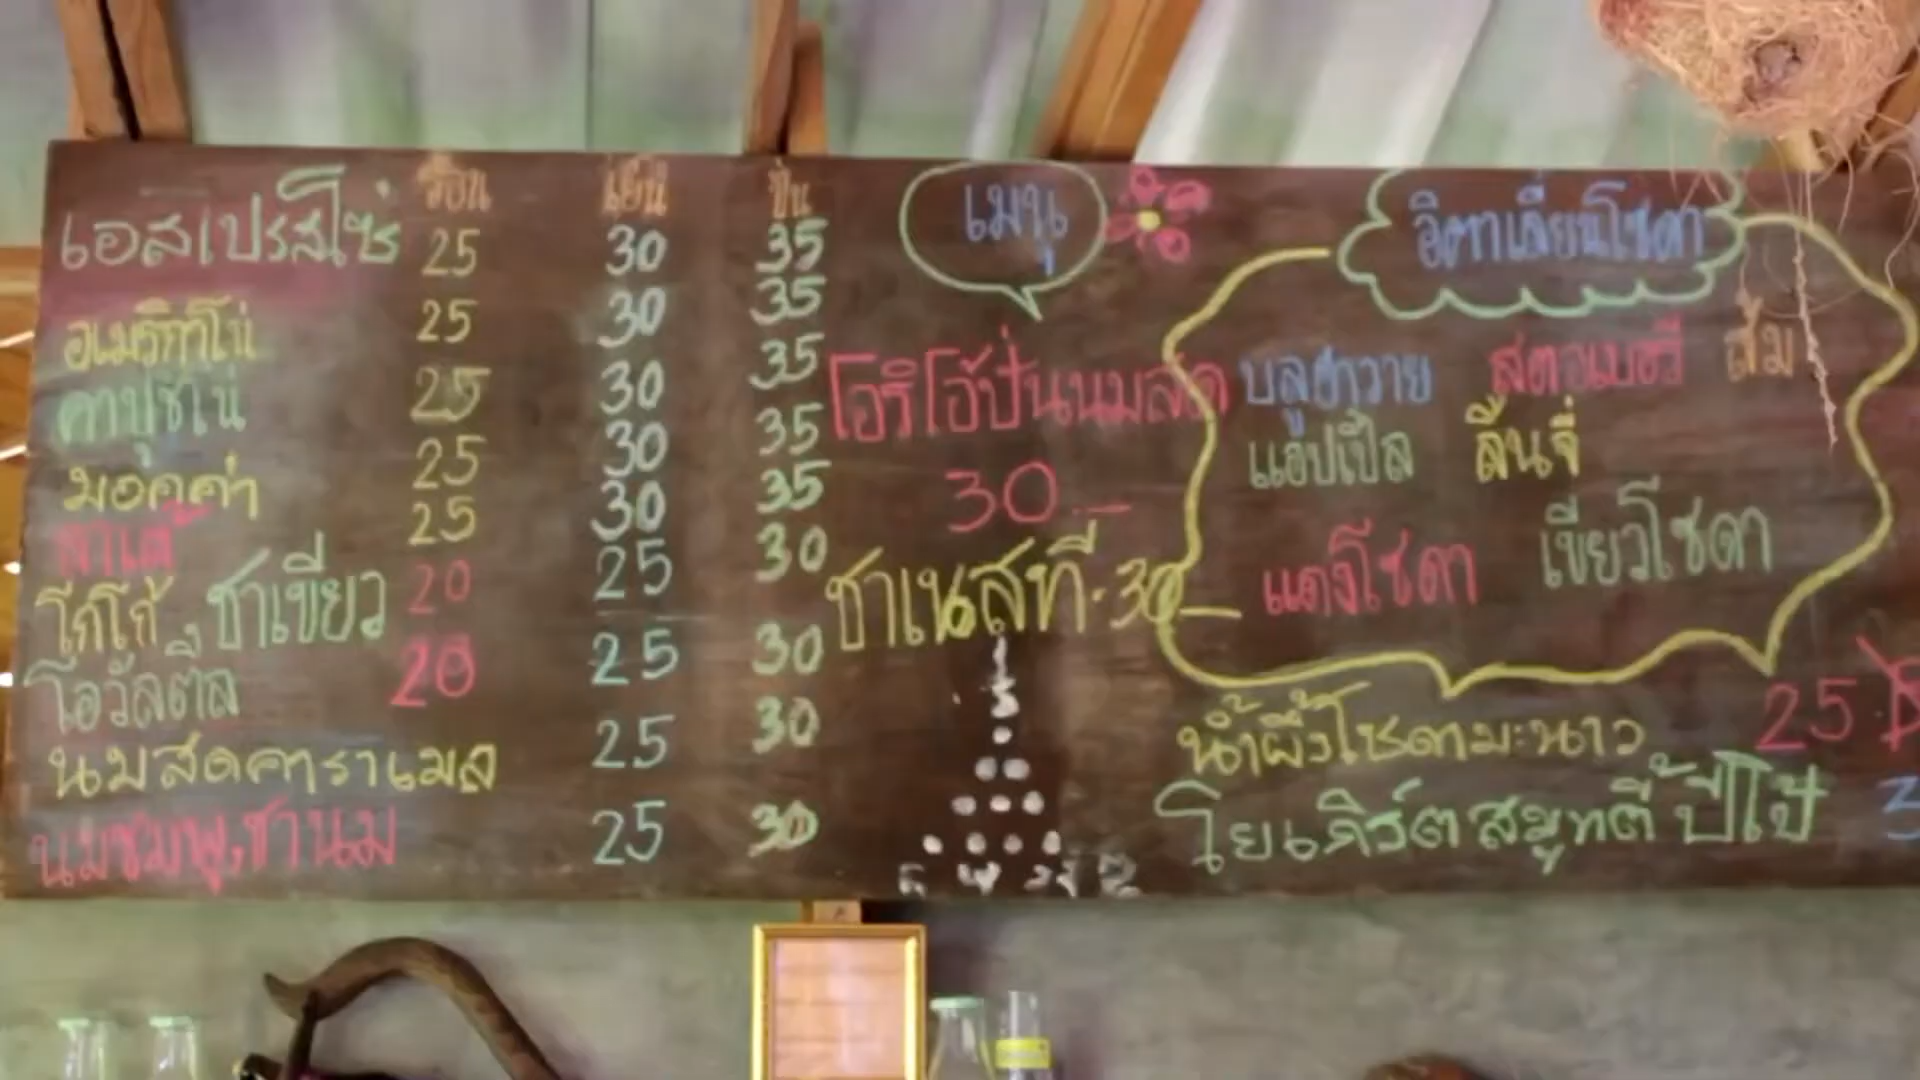 ร้อน เย็น ปั่น
เอสเปรสโซ่ 25 30 35
อเมริกาโน่ 25 30 35
คาปูชิโน่ 25 30 35
มอคค่า 25 30 35
ลาเต้ 25 30 35
โกโก้ ชาเขียว 20 25 30
โอวัลติล 20 25 30
นมสดคาราเมล 25 30
นมชมพู,ชานม 25 30
เมนู
โอริโอ้ปั่นนมสด
30.-
ชาเนสที.30-
อิตาเลี่ยนโซดา
บลูฮาวาย สตอเบอรี่ ส้ม
แอปเปิ้ล ลิ้นจี่
แดงโซดา เขียวโซดา
น้ำผึ้งโซดามะนาว 25
โยเกิร์ตสมูทตี้ ปีโป้